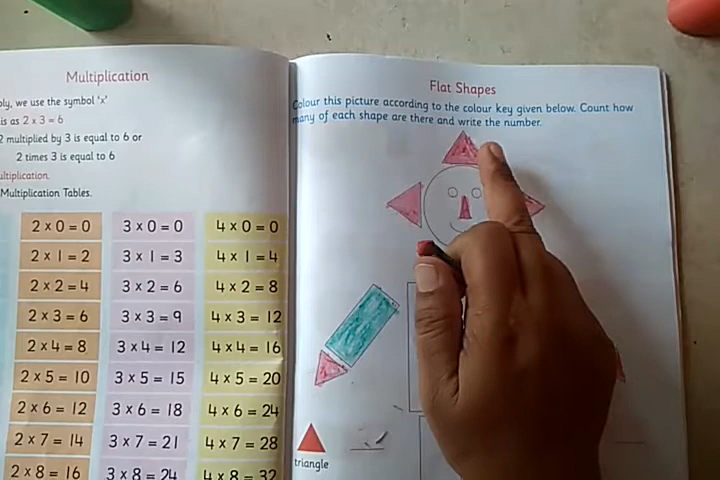 Multiplication
ply, we use the symbol 'x'
is as 2 x 3 = 6
2 multiplied by 3 is equal to 6 or
2 times 3 is equal to 6
ultiplication.
Multiplication Tables.
2 x 0 = 0 3 x 0 = 0 4 x 0 = 0
2 x 1 = 2 3 x 1 = 3 4 x 1 = 4
2 x 2 = 4 3 x 2 = 6 4 x 2 = 8
2 x 3 = 6 3 x 3 = 9 4 x 3 = 12
2 x 4 = 8 3 x 4 = 12 4 x 4 = 16
2 x 5 = 10 3 x 5 = 15 4 x 5 = 20
2 x 6 = 12 3 x 6 = 18 4 x 6 = 24
2 x 7 = 14 3 x 7 = 21 4 x 7 = 28
2 x 8 = 16 3 x 8 = 24 4 x 8 = 32
Flat Shapes
Colour this picture according to the colour key given below. Count how
many of each shape are there and write the number.
triangle